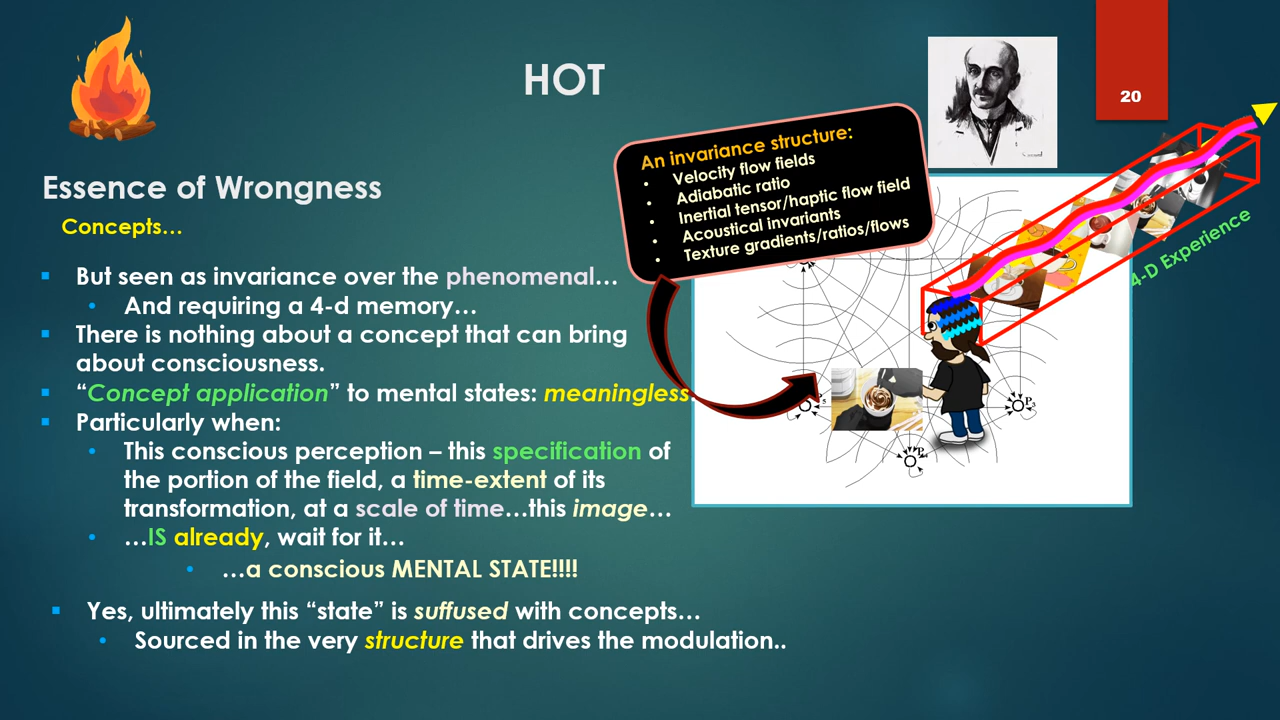 HOT
20
Essence of Wrongness
Concepts…
But seen as invariance over the phenomenal…
And requiring a 4-d memory…
There is nothing about a concept that can bring
about consciousness.
“Concept application” to mental states: meaningless.
Particularly when:
This conscious perception – this specification of
the portion of the field, a time-extent of its
transformation, at a scale of time…this image…
…IS already, wait for it…
…a conscious MENTAL STATE!!!!
Yes, ultimately this “state” is suffused with concepts…
Sourced in the very structure that drives the modulation..
An invariance structure:
Velocity flow fields
Adiabatic ratio
Inertial tensor/haptic flow field
Acoustical invariants
Texture gradients/ratios/flows
4-D Experience
P5
P3